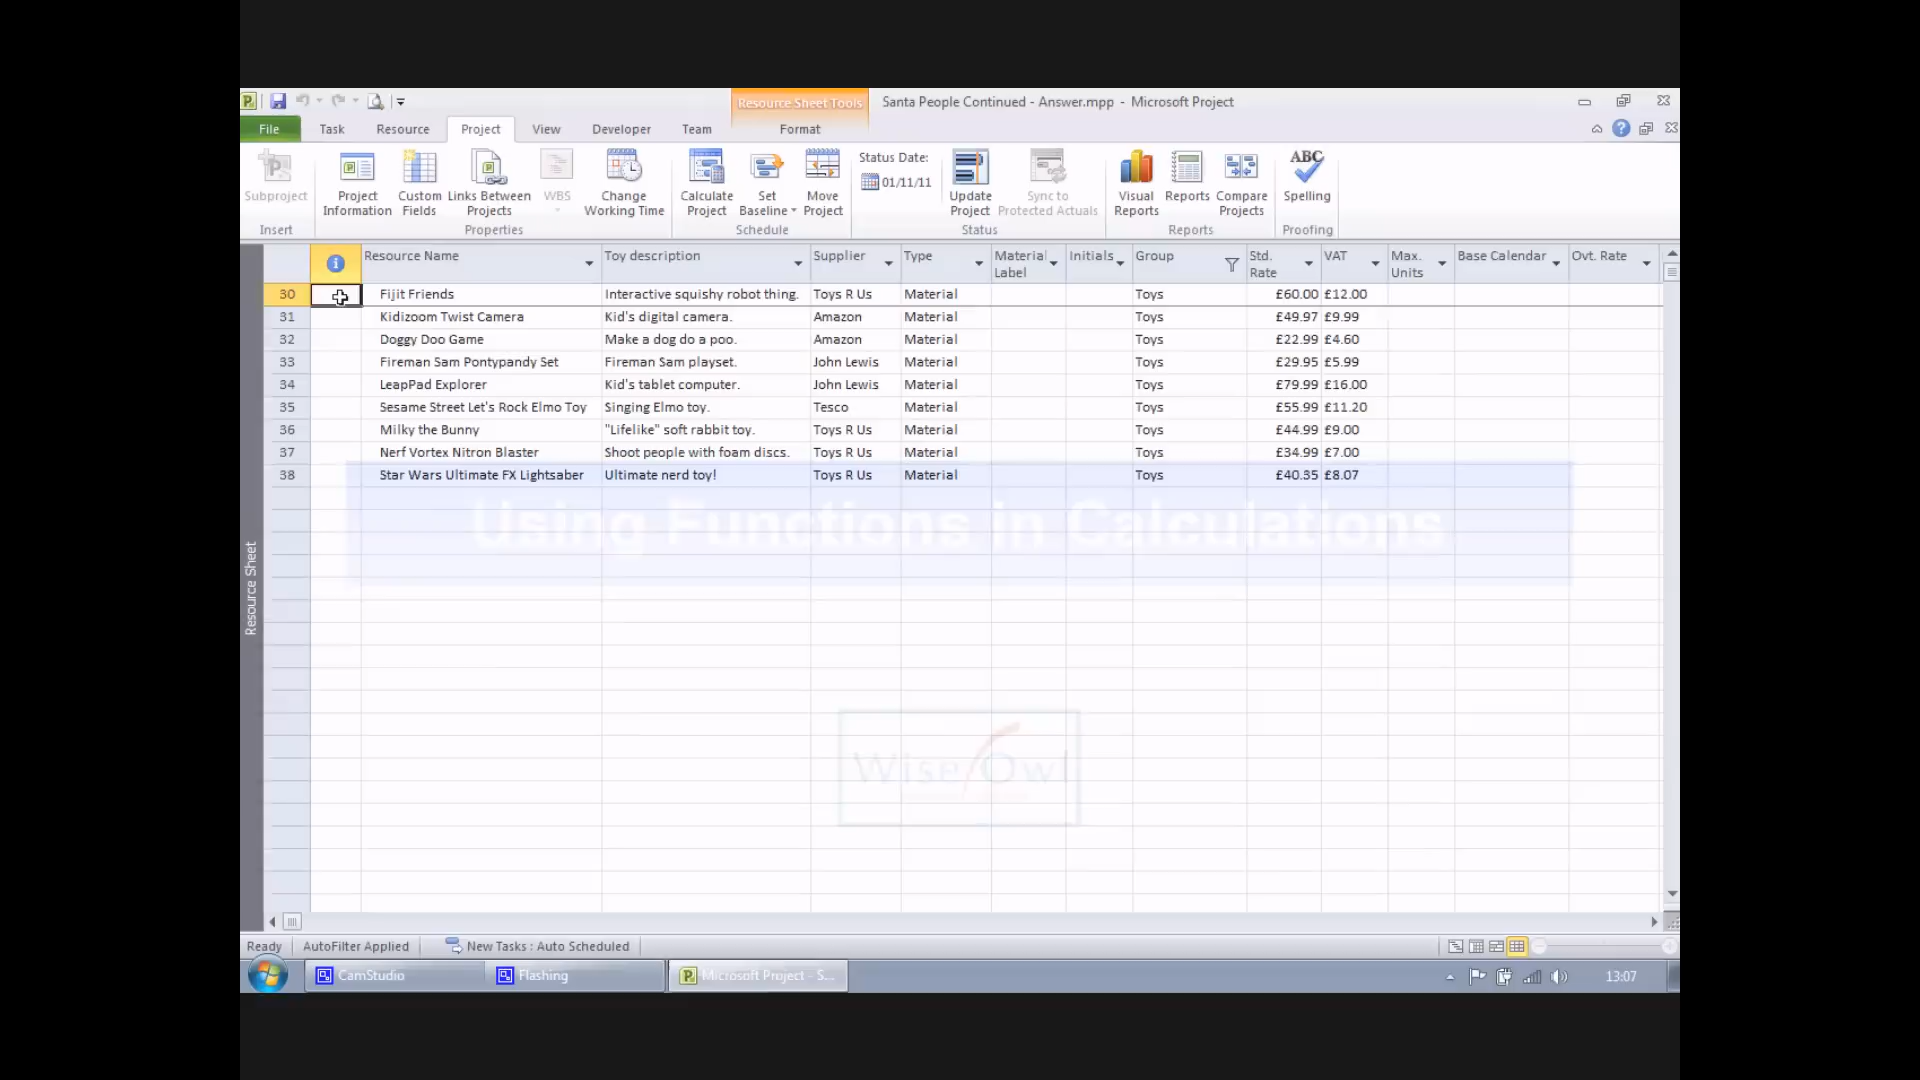 Resource Sheet Tools Santa People Continued - Answer.mpp - Microsoft Project
File Task Resource Project View Developer Team Format
Subproject Project Information Custom Fields Links Between Projects WBS Change Working Time Calculate Project Set Baseline Move Project Status Date: 01/11/11 Update Project Sync to Protected Actuals Visual Reports Reports Compare Projects ABC Spelling
Insert Properties Schedule Status Reports Proofing
Resource Name Toy description Supplier Type Material Label Initials Group Std. Rate VAT Max. Units Base Calendar Ovt. Rate
30 Fijit Friends Interactive squishy robot thing. Toys R Us Material Toys £60.00 £12.00
31 Kidizoom Twist Camera Kid's digital camera. Amazon Material Toys £49.97 £9.99
32 Doggy Doo Game Make a dog do a poo. Amazon Material Toys £22.99 £4.60
33 Fireman Sam Pontypandy Set Fireman Sam playset. John Lewis Material Toys £29.95 £5.99
34 LeapPad Explorer Kid's tablet computer. John Lewis Material Toys £79.99 £16.00
35 Sesame Street Let's Rock Elmo Toy Singing Elmo toy. Tesco Material Toys £55.99 £11.20
36 Milky the Bunny "Lifelike" soft rabbit toy. Toys R Us Material Toys £44.99 £9.00
37 Nerf Vortex Nitron Blaster Shoot people with foam discs. Toys R Us Material Toys £34.99 £7.00
38 Star Wars Ultimate FX Lightsaber Ultimate nerd toy! Toys R Us Material Toys £40.35 £8.07
Using Functions in Calculations
Resource Sheet
Wise Owl
Ready AutoFilter Applied New Tasks : Auto Scheduled
CamStudio Flashing Microsoft Project - S... 13:07